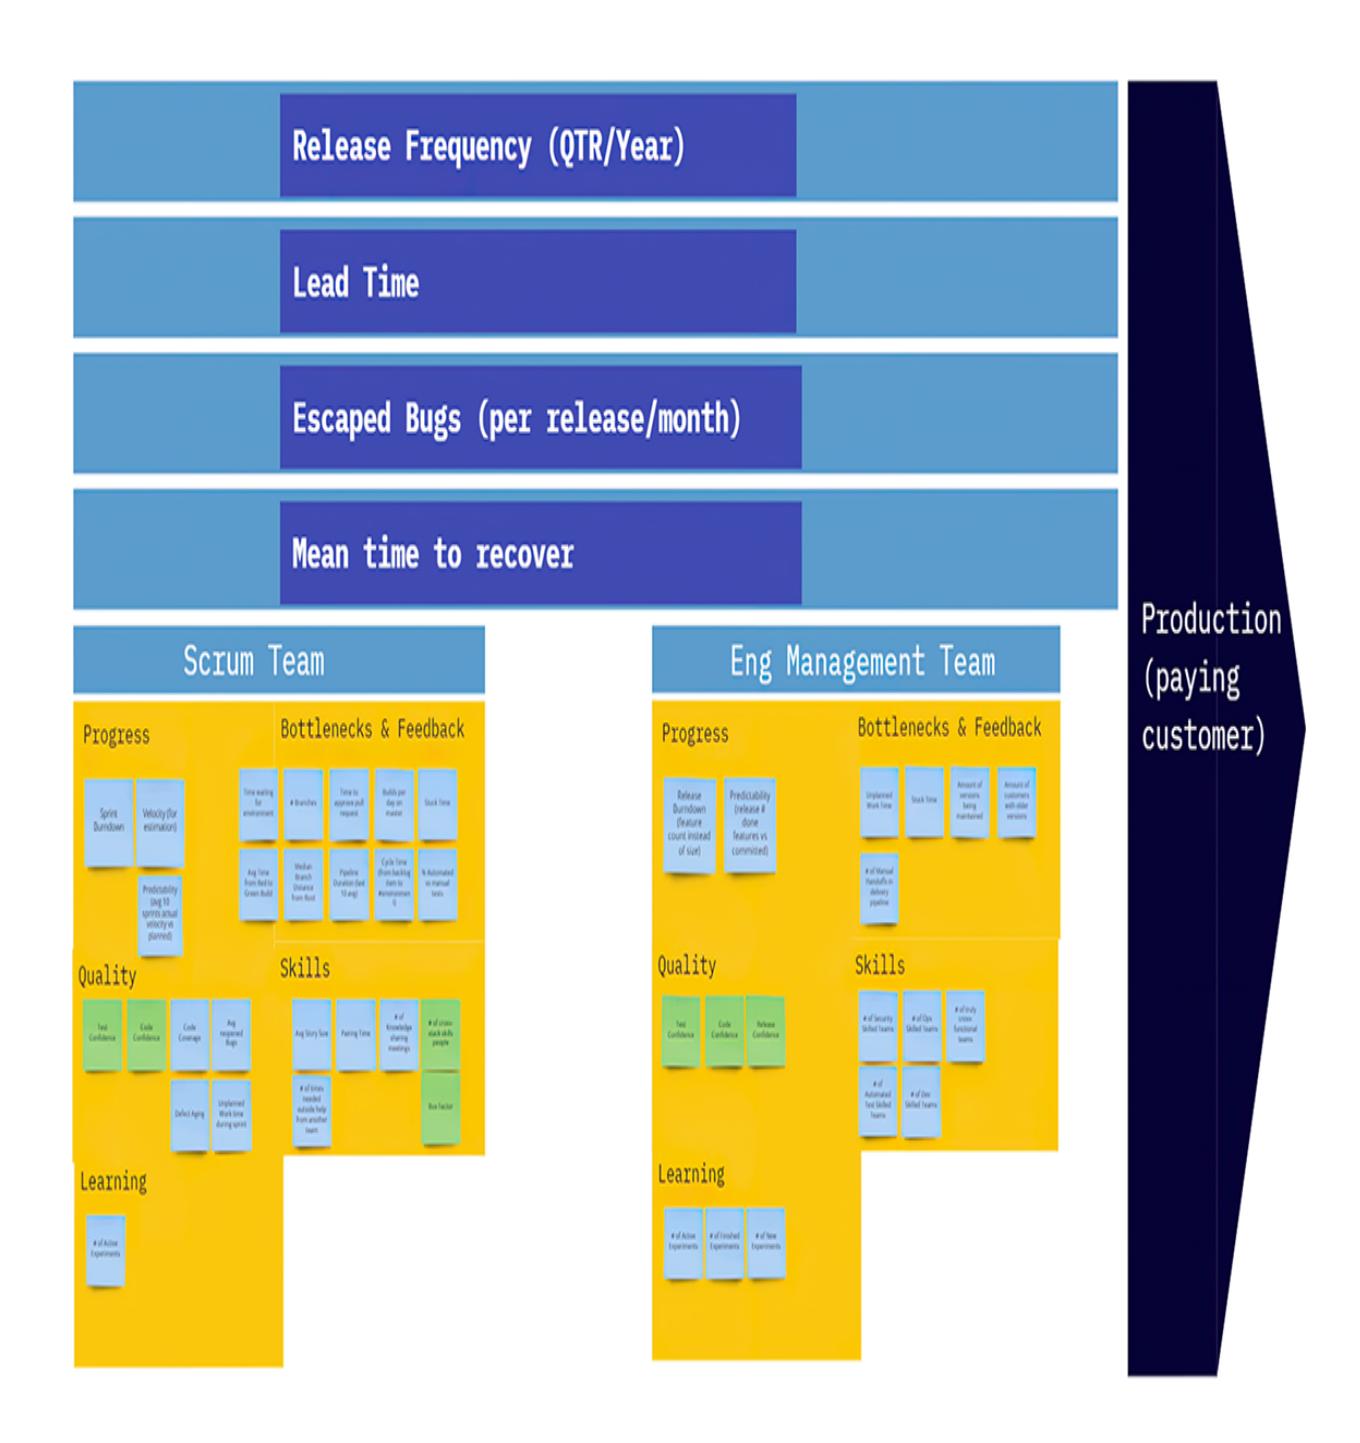 Release Frequency (QTR/Year)
Lead Time
Escaped Bugs (per release/month)
Mean time to recover
Production
(paying
customer)
Scrum Team
Progress
Sprint
Burndown
Velocity (for
estimation)
Predictability
(avg 10
sprints actual
velocity vs
planned)
Bottlenecks & Feedback
Time waiting
for
environment
# Branches
Time to
approve pull
request
Builds per
day on
master
Stuck Time
Avg Time
from Red to
Green Build
Median
Branch
Distance
from Root
Pipeline
Duration (last
10 avg)
Cycle Time
(from backlog
item to
% Automated
vs manual
tests
Quality
Test
Confidence
Code
Confidence
Code
Coverage
Avg
reopened
Bugs
Defect Aging
Unplanned
Work time
during sprint
Skills
Avg Story Size
Pairing Time
# of
Knowledge
sharing
meetings
# of cross-
stack skills
people
# of times
needed
outside help
from another
team
Bus Factor
Learning
# of Active
Experiments
Eng Management Team
Progress
Release
Burndown
(feature
count instead
of size)
Predictability
(release #
done
features vs
committed)
Bottlenecks & Feedback
Unplanned
Work Time
Stuck Time
Amount of
versions
being
maintained
Amount of
customers
with older
versions
# of Manual
Handoffs in
delivery
pipeline
Quality
Test
Confidence
Code
Confidence
Release
Confidence
Skills
# of Security
Skilled Teams
# of Ops
Skilled Teams
# of truly
cross-
functional
teams
# of
Automated
Test Skilled
Teams
# of Dev
Skilled Teams
Learning
# of Active
Experiments
# of Finished
Experiments
# of New
Experiments